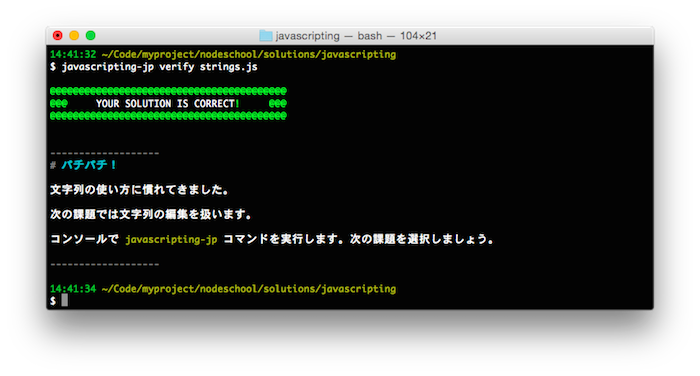 javascripting — bash — 104×21
14:41:32 ~/Code/myproject/nodeschool/solutions/javascripting
$ javascripting-jp verify strings.js
@@@@@@@@@@@@@@@@@@@@@@@@@@@@@@@@@@@@@@@@@
@@@ YOUR SOLUTION IS CORRECT! @@@
@@@@@@@@@@@@@@@@@@@@@@@@@@@@@@@@@@@@@@@@@
-------------------
# パチパチ！
文字列の使い方に慣れてきました。
次の課題では文字列の編集を扱います。
コンソールで javascripting-jp コマンドを実行します。次の課題を選択しましょう。
-------------------
14:41:34 ~/Code/myproject/nodeschool/solutions/javascripting
$